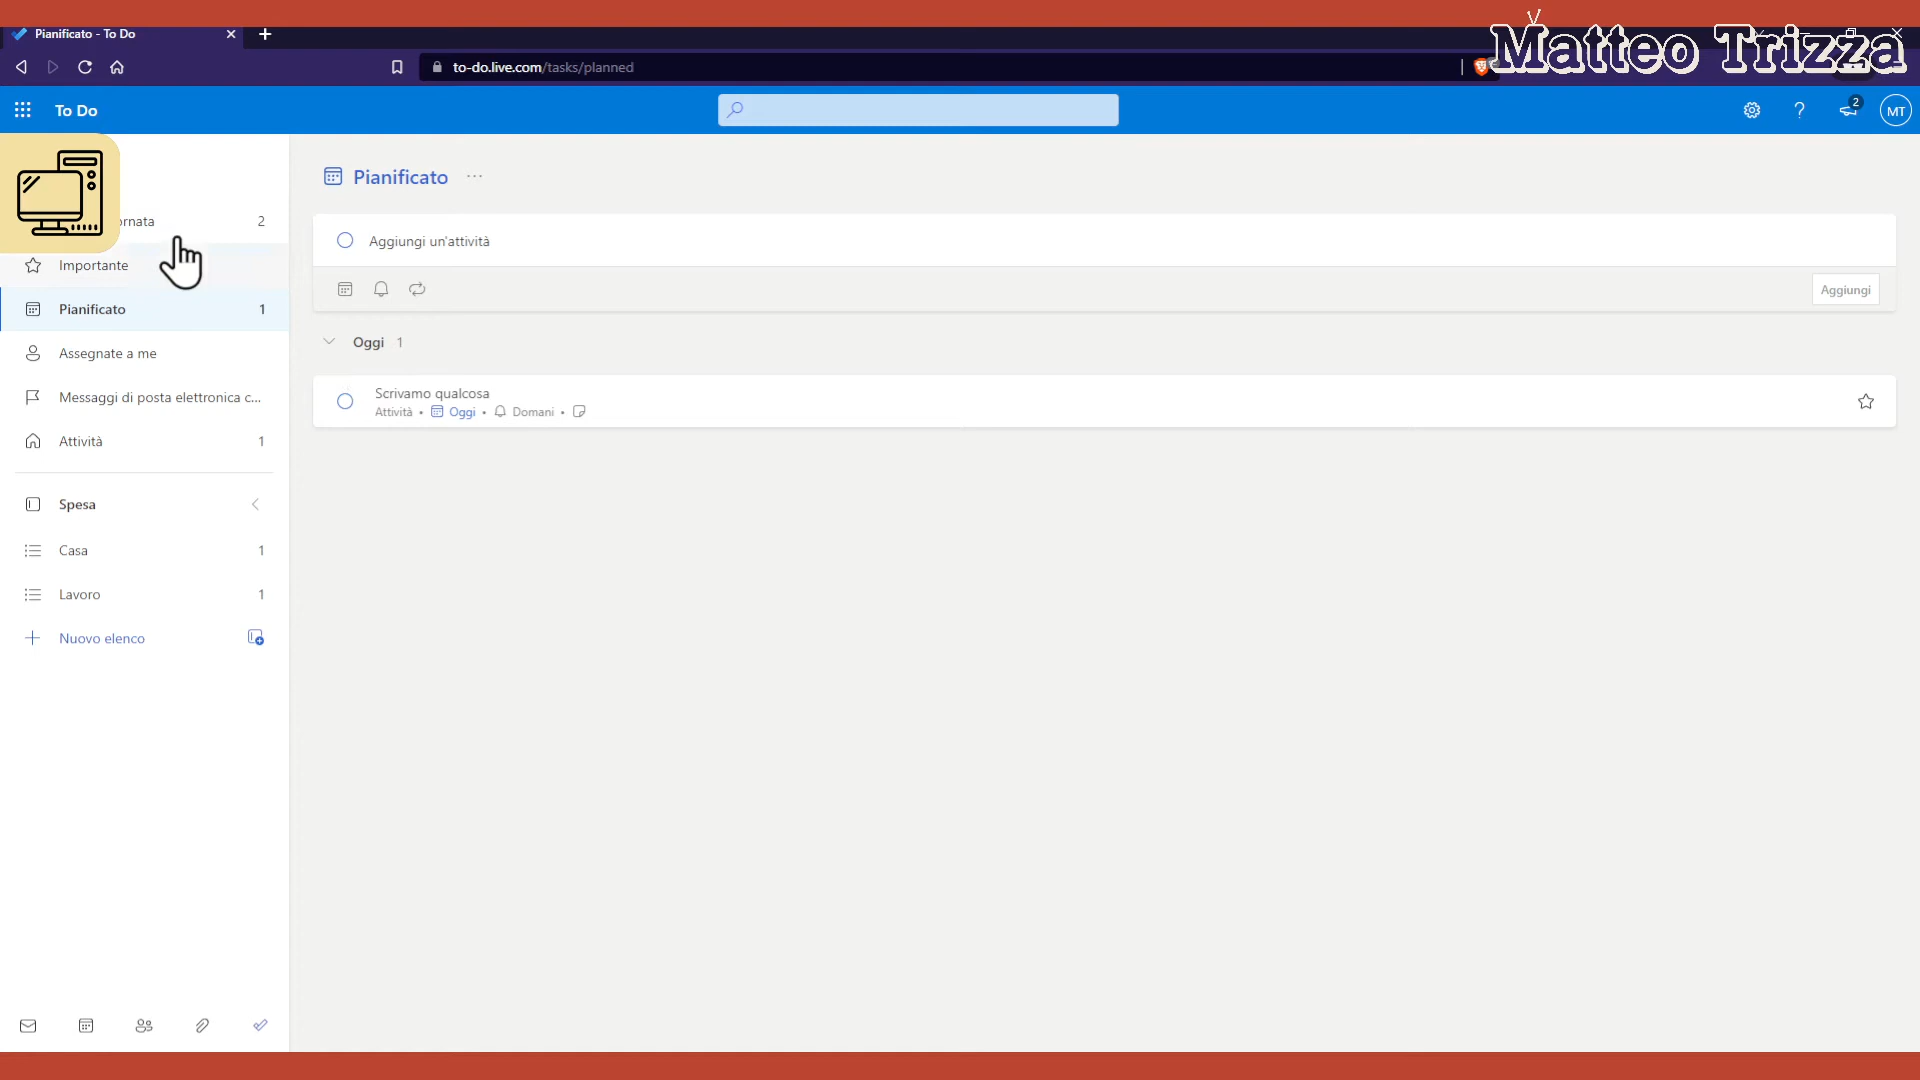 Pianificato - To Do
Matteo Trizza
to-do.live.com/tasks/planned
To Do
2
MT
Pianificato
ornata 2
Aggiungi un'attività
Importante
Aggiungi
Pianificato 1
Oggi 1
Assegnate a me
Scrivamo qualcosa
Attività • Oggi • Domani •
Messaggi di posta elettronica c...
Attività 1
Spesa
Casa 1
Lavoro 1
Nuovo elenco